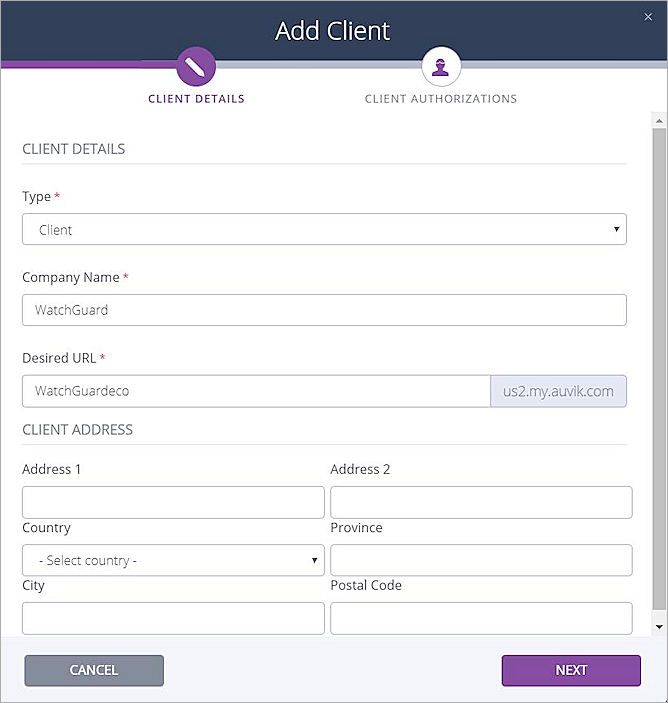 Add Client
×
CLIENT DETAILS CLIENT AUTHORIZATIONS
CLIENT DETAILS
Type *
Client
Company Name *
WatchGuard
Desired URL *
WatchGuardeco us2.my.auvik.com
CLIENT ADDRESS
Address 1 Address 2
Country Province
- Select country -
City Postal Code
CANCEL NEXT